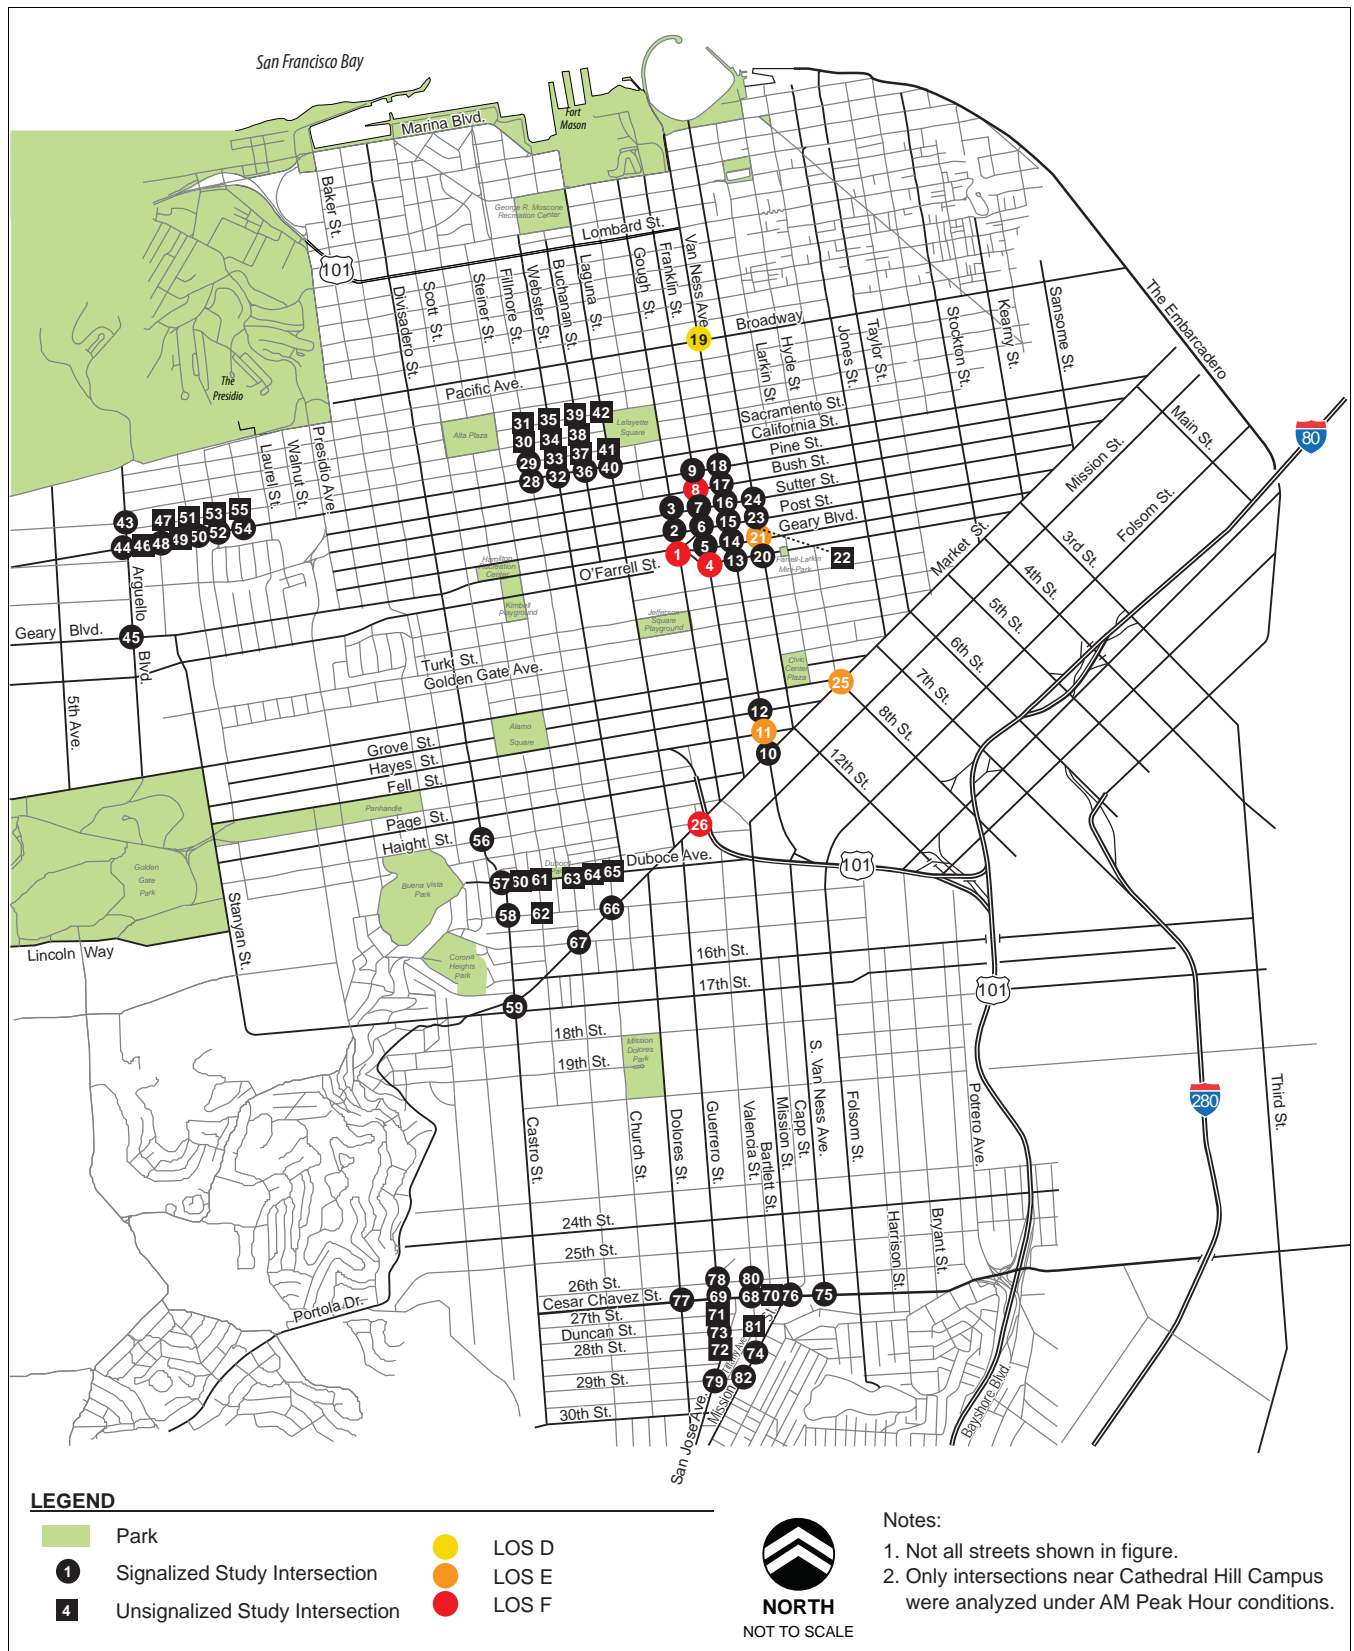 San Francisco Bay
Marina Blvd.
Fort
Mason
George R. Moscone
Recreation Center
Baker St.
Lombard St.
101
Divisadero St.
Scott St.
Steiner St.
Fillmore St.
Webster St.
Buchanan St.
Laguna St.
Gough St.
Franklin St.
Van Ness Ave.
Broadway
19
Larkin St.
Hyde St.
Jones St.
Taylor St.
Stockton St.
Kearny St.
Sansome St.
The Embarcadero
The
Presidio
Pacific Ave.
Alta Plaza
Lafayette
Square
Sacramento St.
California St.
Pine St.
Bush St.
Sutter St.
Post St.
Geary Blvd.
31 35 39 42
30 34 38
29 33 37 41
28 32 36 40
9 18
8 17
3 7 16 24
2 6 15 23
1 5 14 21
4 13 20 22
Laurel St.
Walnut St.
Presidio Ave.
43 47 51 53 55
44 46 48 49 50 52 54
Arguello
Blvd.
45
Geary Blvd.
5th Ave.
Hamilton
Recreation
Center
Kimbell
Playground
O'Farrell St.
Jefferson
Square
Playground
Farrell-Larkin
Mini-Park
Turk St.
Golden Gate Ave.
Civic
Center
Plaza
Market St.
Mission St.
Main St.
Folsom St.
3rd St.
4th St.
5th St.
6th St.
7th St.
8th St.
12th St.
80
25
12
11
10
26
Alamo
Square
Grove St.
Hayes St.
Fell St.
Panhandle
Page St.
Haight St.
56
Golden
Gate
Park
Buena Vista
Park
Duboce
Park
Duboce Ave.
101
57 60 61 63 64 65
58 62 66
67
Corona
Heights
Park
59
Lincoln Way
Stanyan St.
16th St.
17th St.
101
18th St.
19th St.
Mission
Dolores
Park
280
Castro St.
Church St.
Dolores St.
Guerrero St.
Valencia St.
Bartlett St.
Mission St.
Capp St.
S. Van Ness Ave.
Folsom St.
Potrero Ave.
Third St.
Harrison St.
Bryant St.
24th St.
25th St.
26th St.
Cesar Chavez St.
27th St.
Duncan St.
28th St.
29th St.
30th St.
78 80
77 69 68 70 76 75
71
73 81
72 74
79 82
San Jose Ave.
Mission St.
Portola Dr.
Bayshore Blvd.
LEGEND
Park
1 Signalized Study Intersection
4 Unsignalized Study Intersection
LOS D
LOS E
LOS F
NORTH
NOT TO SCALE
Notes:
1. Not all streets shown in figure.
2. Only intersections near Cathedral Hill Campus
were analyzed under AM Peak Hour conditions.